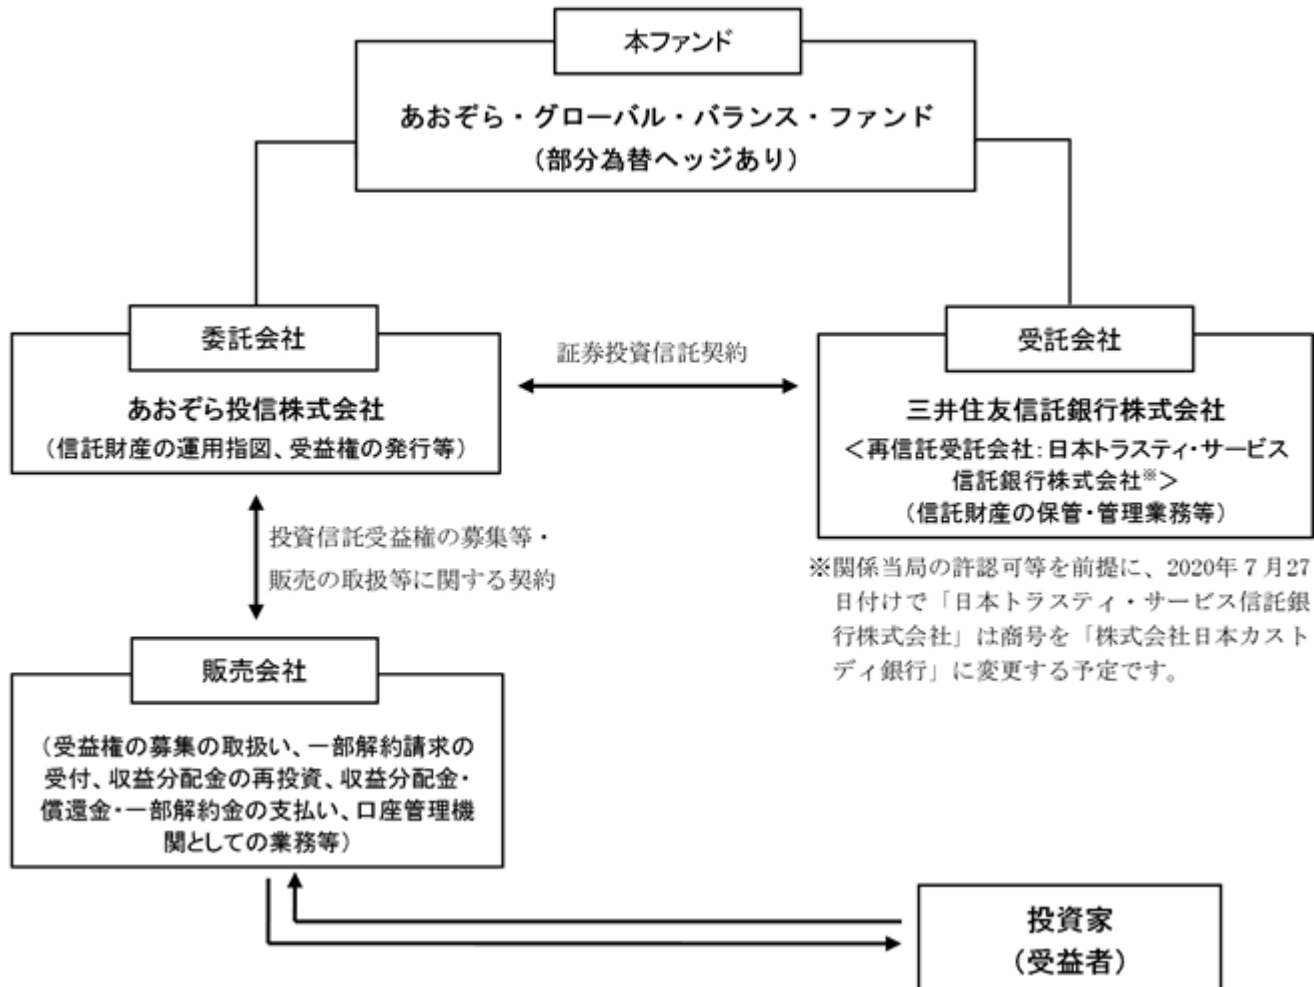 本ファンド
あおぞら・グローバル・バランス・ファンド
（部分為替ヘッジあり）
委託会社
あおぞら投信株式会社
（信託財産の運用指図、受益権の発行等）
証券投資信託契約
受託会社
三井住友信託銀行株式会社
＜再信託受託会社：日本トラスティ・サービス
信託銀行株式会社※＞
（信託財産の保管・管理業務等）
投資信託受益権の募集等・
販売の取扱等に関する契約
※関係当局の許認可等を前提に、2020年７月27
日付けで「日本トラスティ・サービス信託銀
行株式会社」は商号を「株式会社日本カスト
ディ銀行」に変更する予定です。
販売会社
（受益権の募集の取扱い、一部解約請求の
受付、収益分配金の再投資、収益分配金・
償還金・一部解約金の支払い、口座管理機
関としての業務等）
投資家
（受益者）